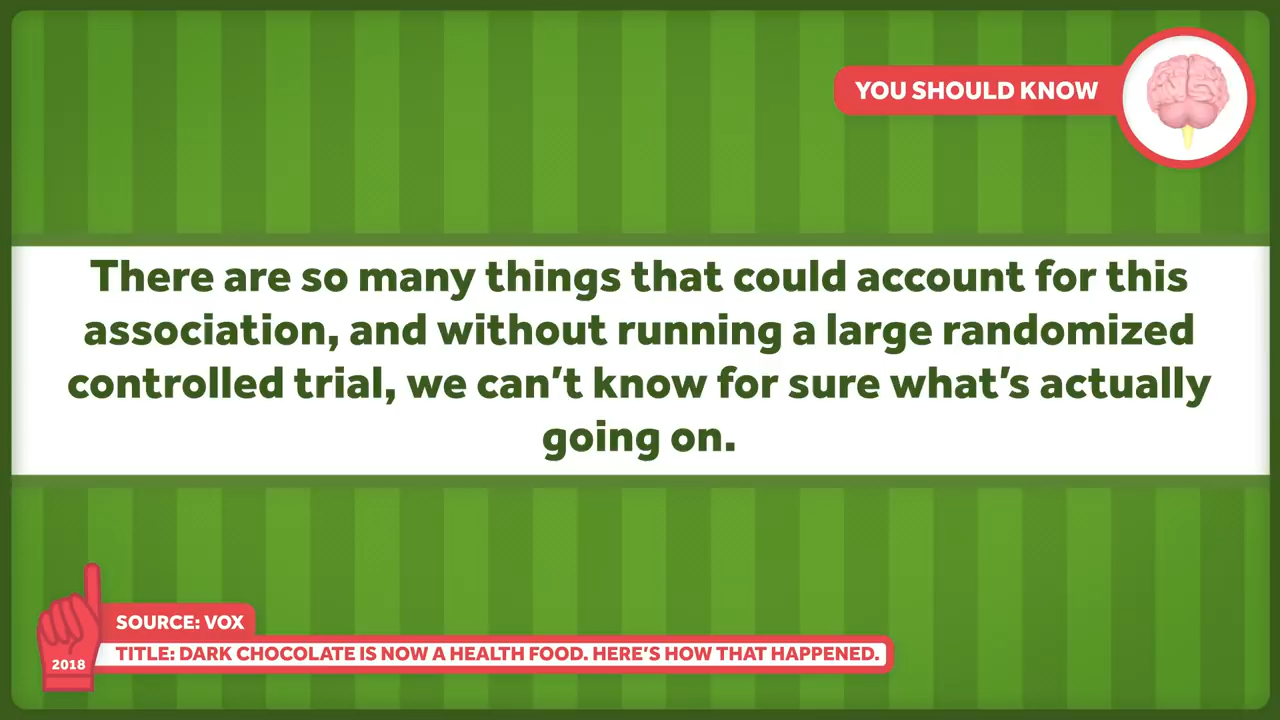 YOU SHOULD KNOW
There are so many things that could account for this
association, and without running a large randomized
controlled trial, we can't know for sure what's actually
going on.
SOURCE: VOX
2018
TITLE: DARK CHOCOLATE IS NOW A HEALTH FOOD. HERE'S HOW THAT HAPPENED.